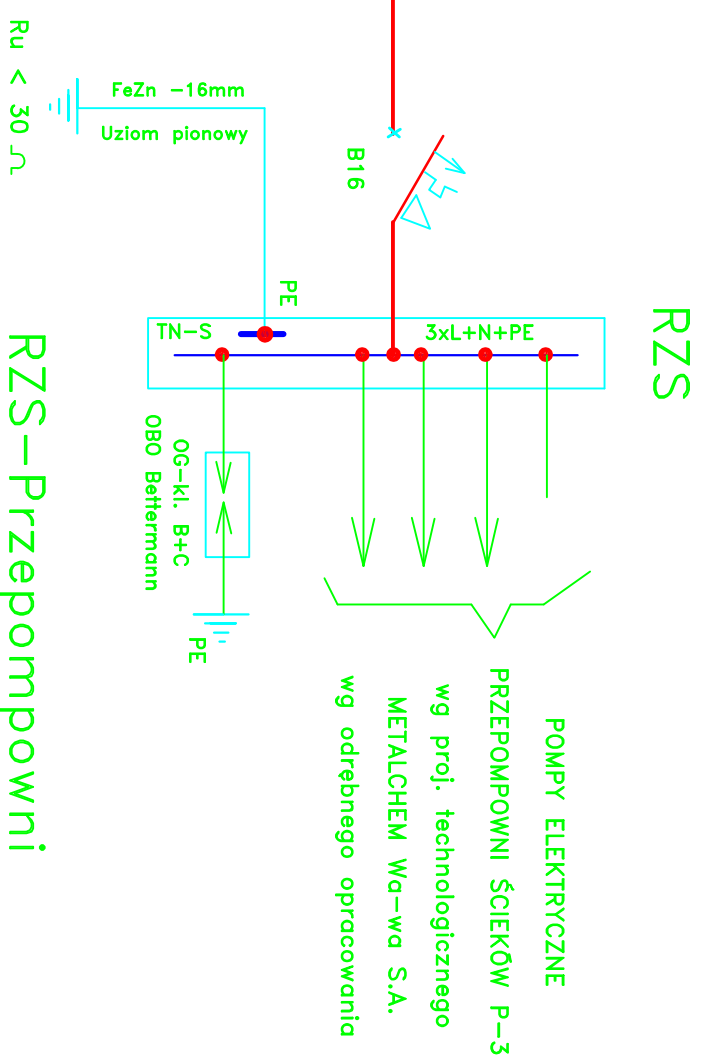 RZS
B16
FeZn -16mm
Uziom pionowy
Ru < 30
PE
TN-S
3xL+N+PE
OG-kl. B+C
OBO Bettermann
PE
POMPY ELEKTRYCZNE
PRZEPOMPOWNI ŚCIEKÓW P-3
wg proj. technologicznego
METALCHEM Wa-wa S.A.
wg odrębnego opracowania
RZS-Przepompowni